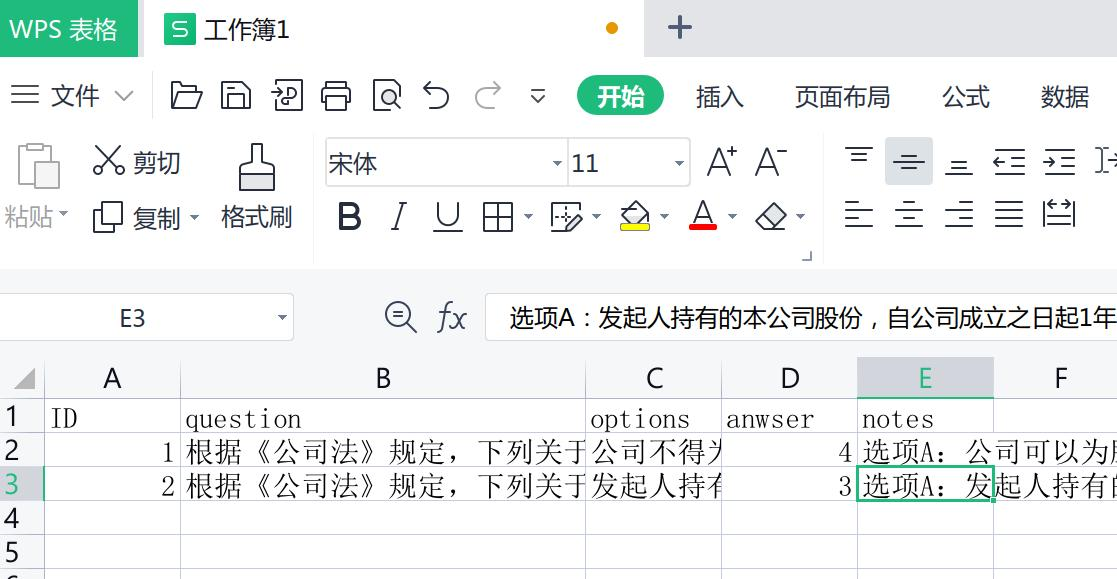 WPS 表格 S 工作簿1
文件 开始 插入 页面布局 公式 数据
粘贴 剪切 复制 格式刷 宋体 11 A+ A-
B I U A
E3 fx 选项A：发起人持有的本公司股份，自公司成立之日起1年
A B C D E F
1 ID question options anwser notes
2 1 根据《公司法》规定，下列关于 公司不得为 4 选项A：公司可以为
3 2 根据《公司法》规定，下列关于 发起人持有 3 选项A：发起人持有的
4
5